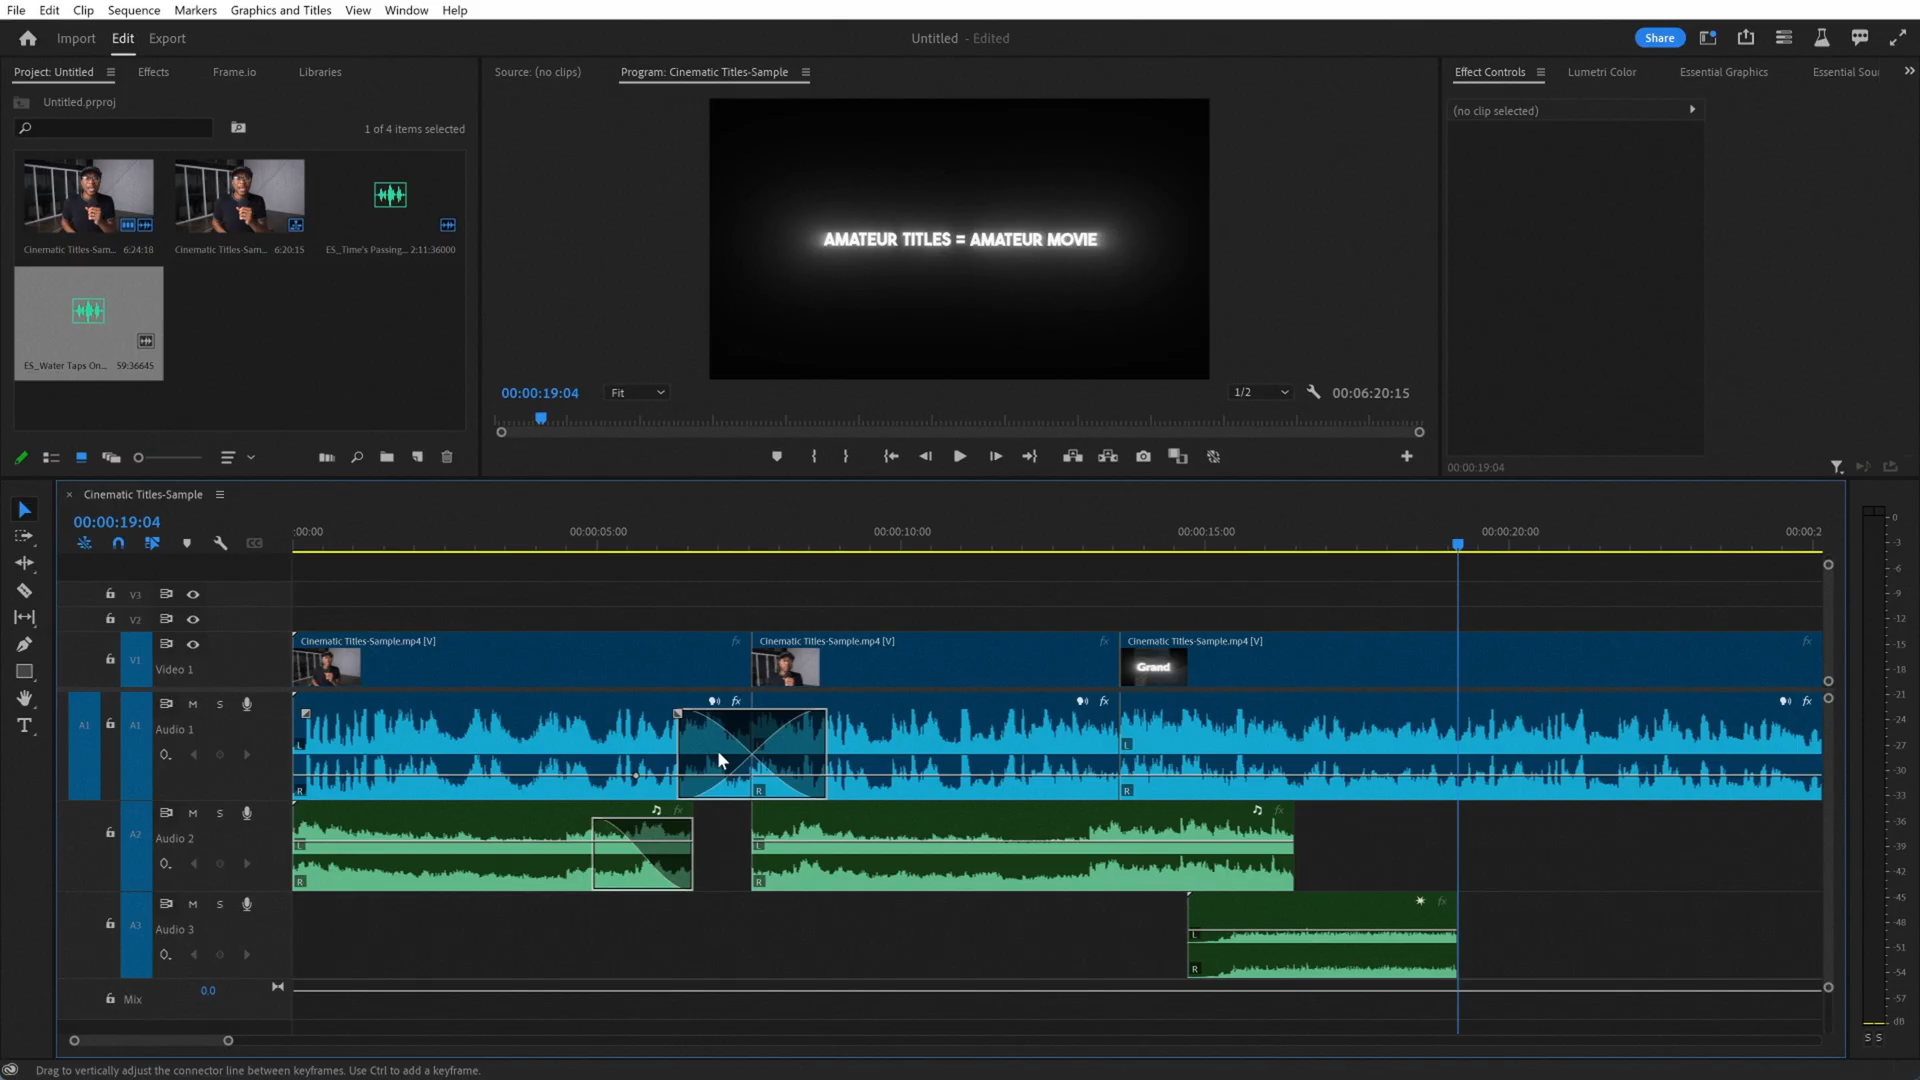 File Edit Clip Sequence Markers Graphics and Titles View Window Help
Import Edit Export
Untitled - Edited
Share
Project: Untitled
Effects
Frame.io
Libraries
Source: (no clips)
Program: Cinematic Titles-Sample
Effect Controls
Lumetri Color
Essential Graphics
Essential Sou
Untitled.prproj
1 of 4 items selected
(no clip selected)
Cinematic Titles-Sam... 6:24:18
Cinematic Titles-Sam... 6:20:15
ES_Time's Passing... 2:11:36000
ES_Water Taps On... 59:36645
AMATEUR TITLES = AMATEUR MOVIE
00:00:19:04
Fit
1/2
00:06:20:15
00:00:19:04
Cinematic Titles-Sample
00:00:19:04
:00:00
00:00:05:00
00:00:10:00
00:00:15:00
00:00:20:00
00:00:2
V3
V2
V1
Video 1
Cinematic Titles-Sample.mp4 [V] fx
Cinematic Titles-Sample.mp4 [V] fx
Cinematic Titles-Sample.mp4 [V] fx
Grand
A1
A1 M S
Audio 1
fx
fx
fx
L
L
R
R
R
A2 M S
Audio 2
fx
fx
L
L
R
R
A3 M S
Audio 3
fx
L
R
Mix
0.0
0
-3
-6
-9
-12
-15
-18
-21
-24
-27
-30
-33
-36
-39
-42
-45
-48
-51
-54
-57
dB
S S
Drag to vertically adjust the connector line between keyframes. Use Ctrl to add a keyframe.